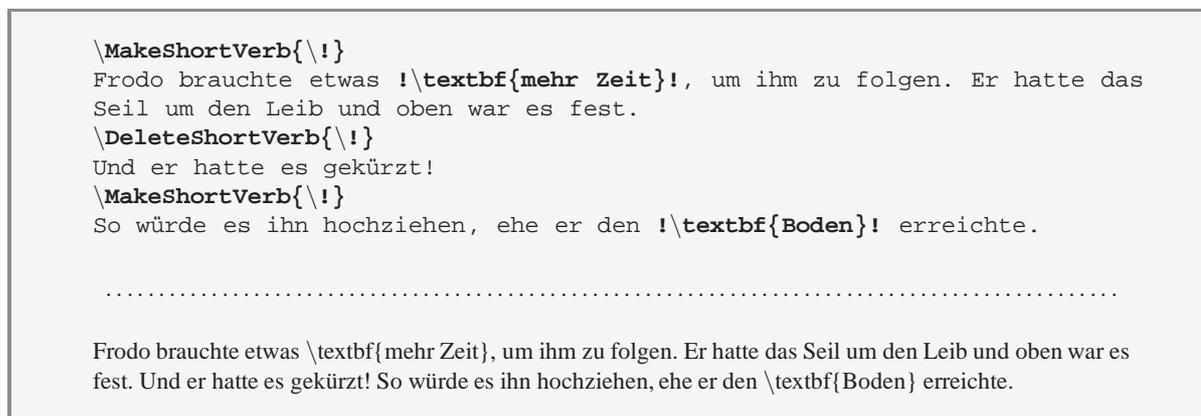 \MakeShortVerb{\!}
Frodo brauchte etwas !\textbf{mehr Zeit}!, um ihm zu folgen. Er hatte das
Seil um den Leib und oben war es fest.
\DeleteShortVerb{\!}
Und er hatte es gekürzt!
\MakeShortVerb{\!}
So würde es ihn hochziehen, ehe er den !\textbf{Boden}! erreichte.
Frodo brauchte etwas \textbf{mehr Zeit}, um ihm zu folgen. Er hatte das Seil um den Leib und oben war es
fest. Und er hatte es gekürzt! So würde es ihn hochziehen, ehe er den \textbf{Boden} erreichte.